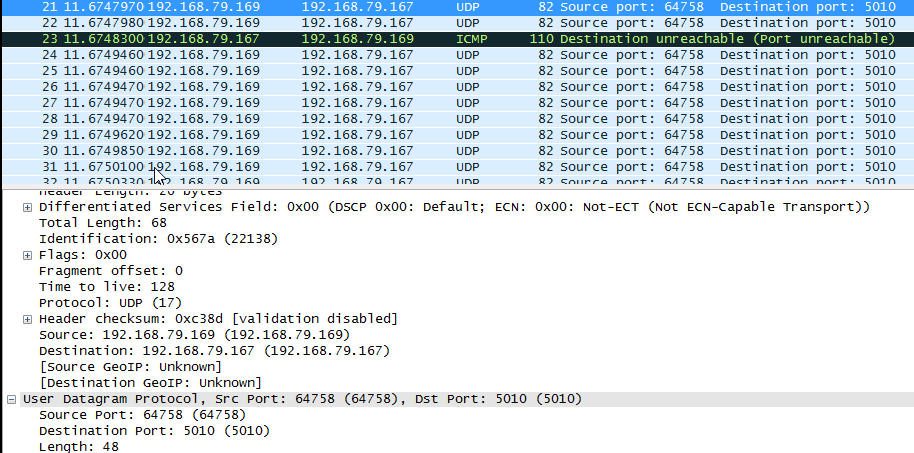 21 11.6747970 192.168.79.169 192.168.79.167 UDP 82 Source port: 64758 Destination port: 5010
22 11.6747980 192.168.79.169 192.168.79.167 UDP 82 Source port: 64758 Destination port: 5010
23 11.6748300 192.168.79.167 192.168.79.169 ICMP 110 Destination unreachable (Port unreachable)
24 11.6749460 192.168.79.169 192.168.79.167 UDP 82 Source port: 64758 Destination port: 5010
25 11.6749460 192.168.79.169 192.168.79.167 UDP 82 Source port: 64758 Destination port: 5010
26 11.6749470 192.168.79.169 192.168.79.167 UDP 82 Source port: 64758 Destination port: 5010
27 11.6749470 192.168.79.169 192.168.79.167 UDP 82 Source port: 64758 Destination port: 5010
28 11.6749470 192.168.79.169 192.168.79.167 UDP 82 Source port: 64758 Destination port: 5010
29 11.6749620 192.168.79.169 192.168.79.167 UDP 82 Source port: 64758 Destination port: 5010
30 11.6749850 192.168.79.169 192.168.79.167 UDP 82 Source port: 64758 Destination port: 5010
31 11.6750100 192.168.79.169 192.168.79.167 UDP 82 Source port: 64758 Destination port: 5010
32 11.6750330 192.168.79.169 192.168.79.167 UDP 82 Source port: 64758 Destination port: 5010
Header Length: 20 bytes
Differentiated Services Field: 0x00 (DSCP 0x00: Default; ECN: 0x00: Not-ECT (Not ECN-Capable Transport))
Total Length: 68
Identification: 0x567a (22138)
Flags: 0x00
Fragment offset: 0
Time to live: 128
Protocol: UDP (17)
Header checksum: 0xc38d [validation disabled]
Source: 192.168.79.169 (192.168.79.169)
Destination: 192.168.79.167 (192.168.79.167)
[Source GeoIP: Unknown]
[Destination GeoIP: Unknown]
User Datagram Protocol, Src Port: 64758 (64758), Dst Port: 5010 (5010)
Source Port: 64758 (64758)
Destination Port: 5010 (5010)
Length: 48